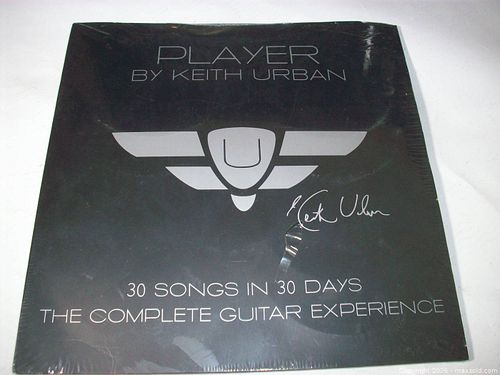 PLAYER
BY KEITH URBAN
U
Keith Urban
30 SONGS IN 30 DAYS
THE COMPLETE GUITAR EXPERIENCE